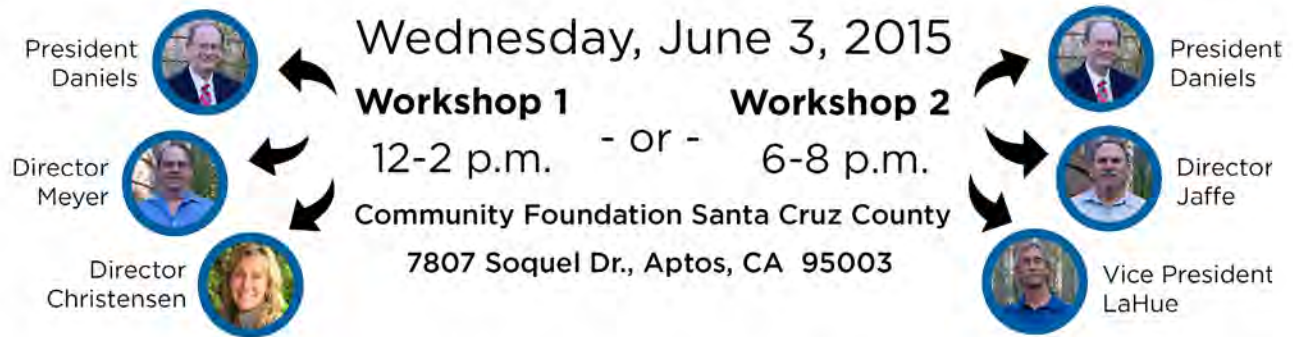 Wednesday, June 3, 2015
President
Daniels
Director
Meyer
Director
Christensen
Workshop 1
12-2 p.m.
- or -
Workshop 2
6-8 p.m.
Community Foundation Santa Cruz County
7807 Soquel Dr., Aptos, CA 95003
President
Daniels
Director
Jaffe
Vice President
LaHue